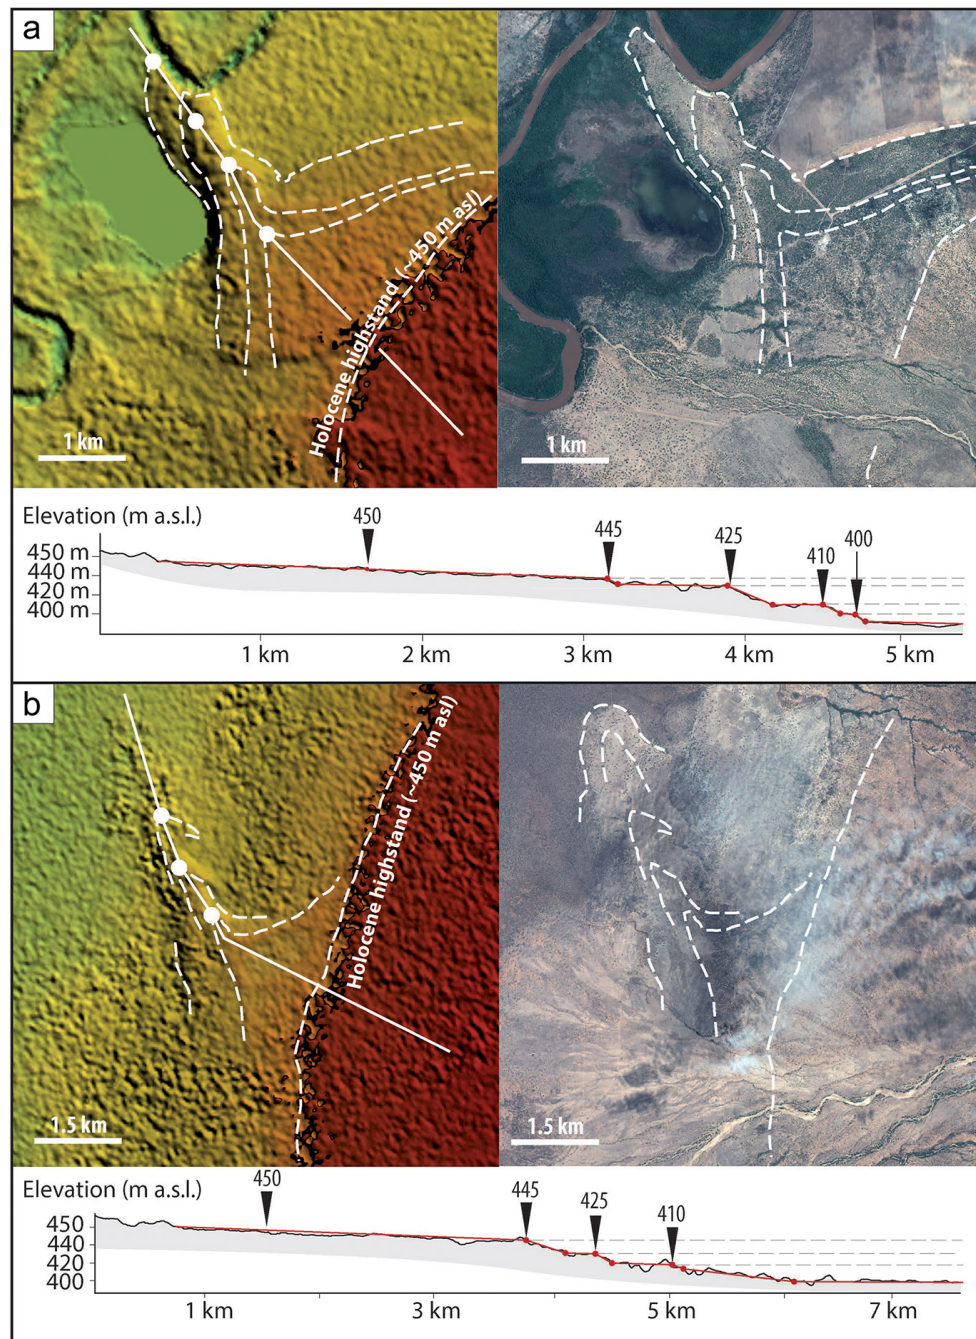 a
Holocene highstand (~450 m asl)
1 km
1 km
Elevation (m a.s.l.)
450
445
425
410
400
450 m
440 m
420 m
400 m
1 km
2 km
3 km
4 km
5 km
b
Holocene highstand (~450 m asl)
1.5 km
1.5 km
Elevation (m a.s.l.)
450
445
425
410
450 m
440 m
420 m
400 m
1 km
3 km
5 km
7 km